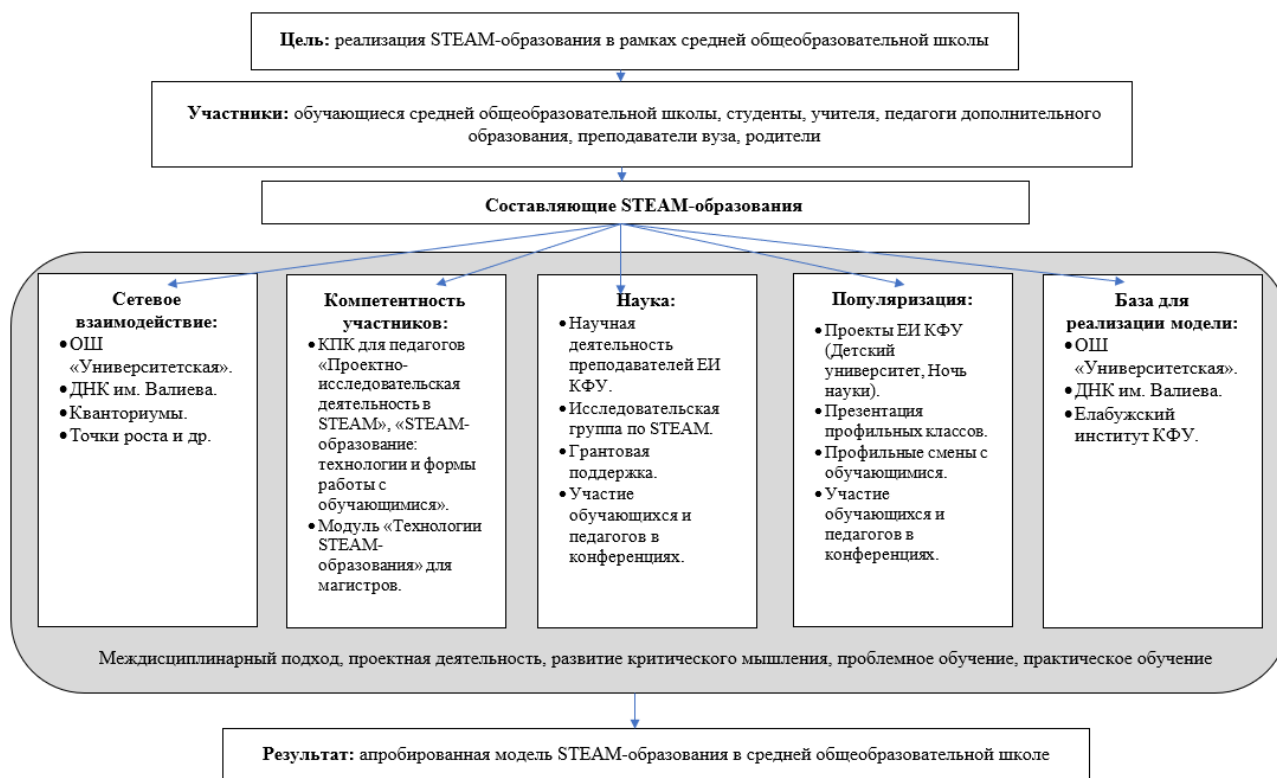 Цель: реализация STEAM-образования в рамках средней общеобразовательной школы
Участники: обучающиеся средней общеобразовательной школы, студенты, учителя, педагоги дополнительного
образования, преподаватели вуза, родители
Составляющие STEAM-образования
Сетевое
взаимодействие:
• ОШ
«Университетская».
• ДНК им. Валиева.
• Кванториумы.
• Точки роста и др.
Компетентность
участников:
• КПК для педагогов
«Проектно-
исследовательская
деятельность в
STEAM», «STEAM-
образование:
технологии и формы
работы с
обучающимися».
• Модуль «Технологии
STEAM-
образования» для
магистров.
Наука:
• Научная
деятельность
преподавателей ЕИ
КФУ.
• Исследовательская
группа по STEAM.
• Грантовая
поддержка.
• Участие
обучающихся и
педагогов в
конференциях.
Популяризация:
• Проекты ЕИ КФУ
(Детский
университет, Ночь
науки).
• Презентация
профильных классов.
• Профильные смены с
обучающимися.
• Участие
обучающихся и
педагогов в
конференциях.
База для
реализации модели:
• ОШ
«Университетская».
• ДНК им. Валиева.
• Елабужский
институт КФУ.
Междисциплинарный подход, проектная деятельность, развитие критического мышления, проблемное обучение, практическое обучение
Результат: апробированная модель STEAM-образования в средней общеобразовательной школе